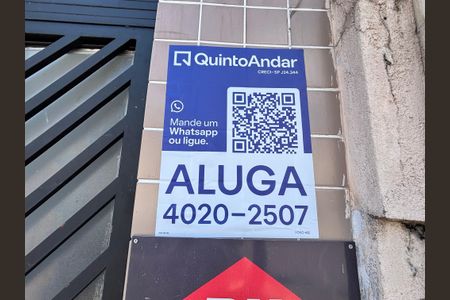 QuintoAndar
CRECI-SP J24.344
Mande um
Whatsapp
ou ligue.
ALUGA
4020-2507